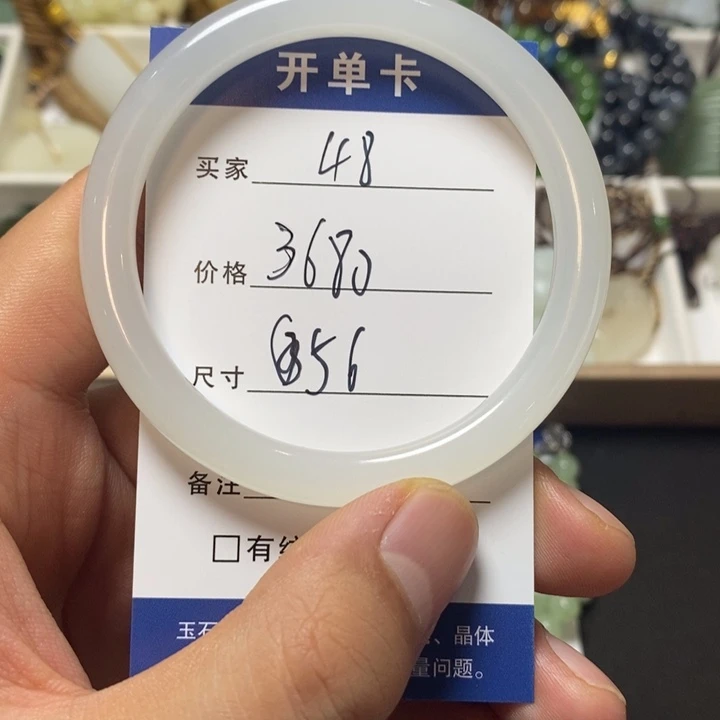 开单卡
买家 48
价格 3680
尺寸 56
备注
□有纹
玉石 、晶体
量问题。